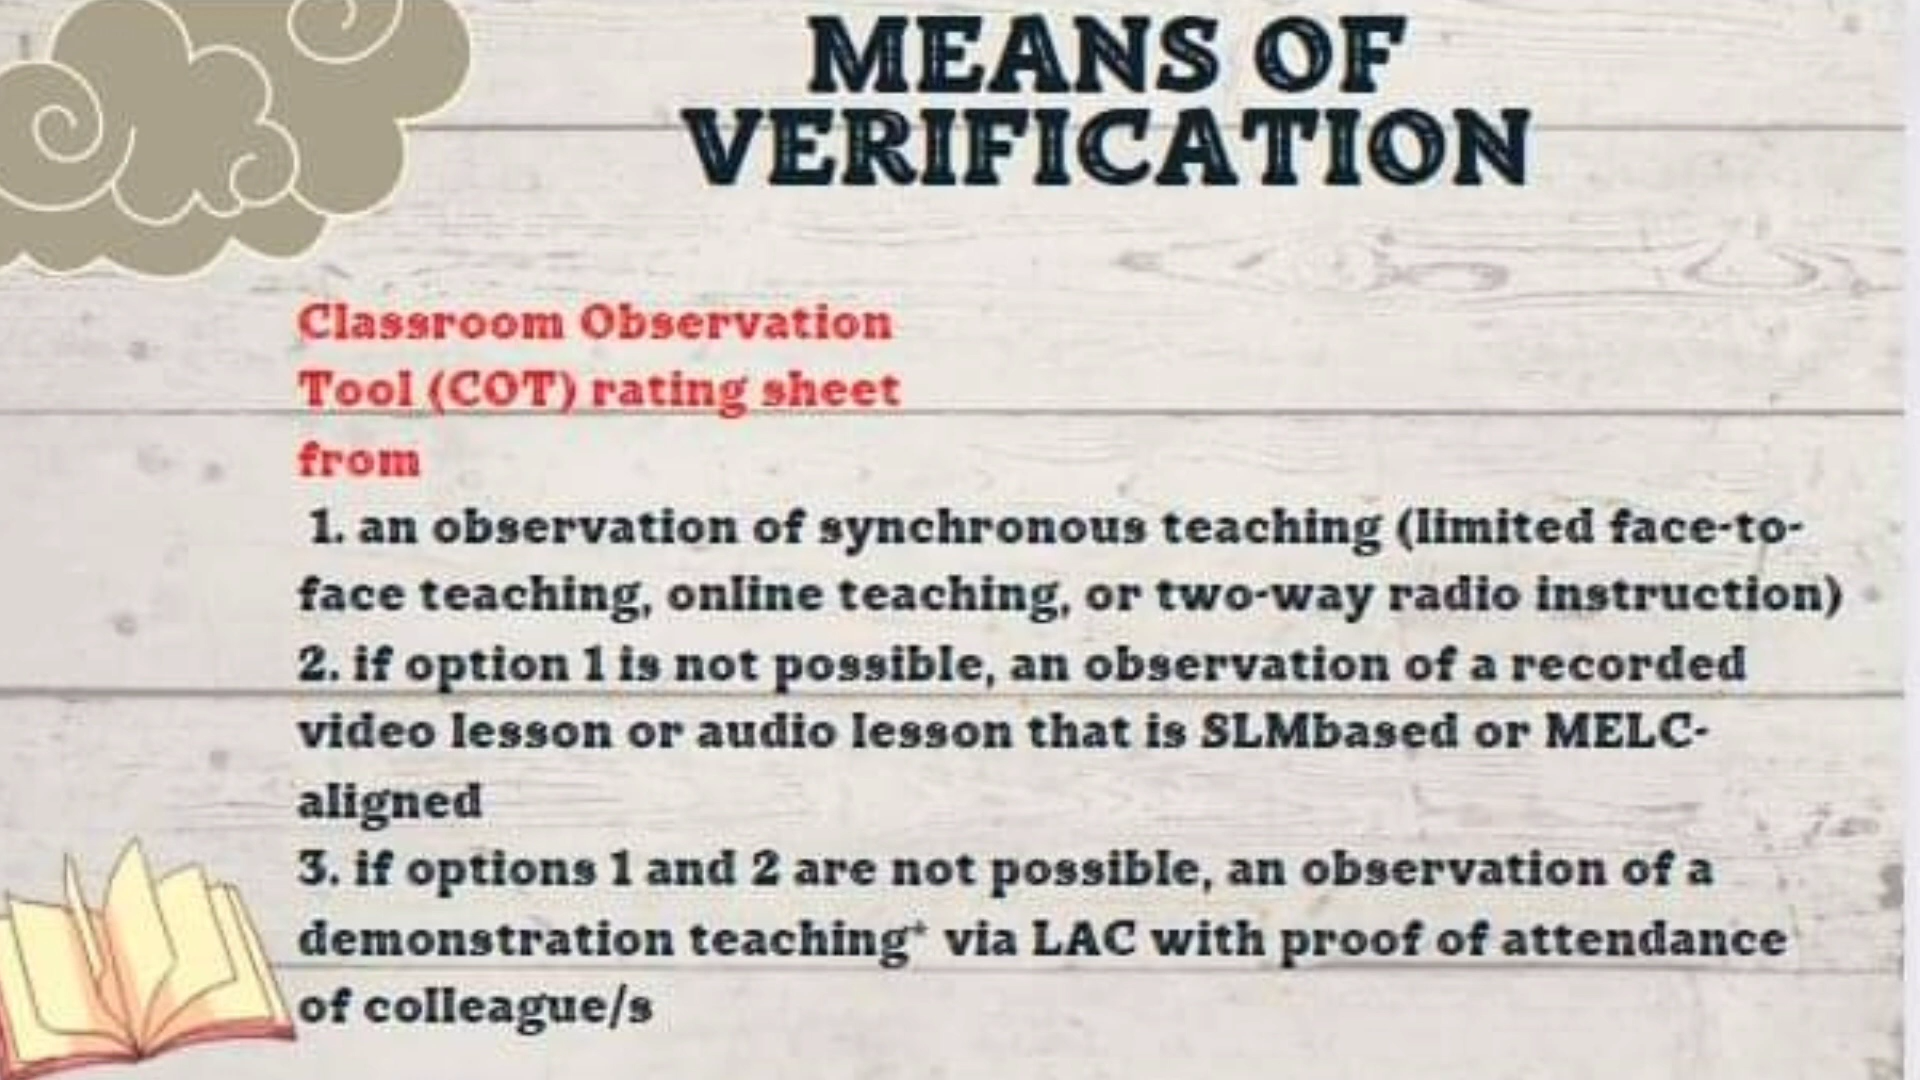 MEANS OF
VERIFICATION
Classroom Observation
Tool (COT) rating sheet
from
1. an observation of synchronous teaching (limited face-to-
face teaching, online teaching, or two-way radio instruction)
2. if option 1 is not possible, an observation of a recorded
video lesson or audio lesson that is SLMbased or MELC-
aligned
3. if options 1 and 2 are not possible, an observation of a
demonstration teaching* via LAC with proof of attendance
of colleague/s